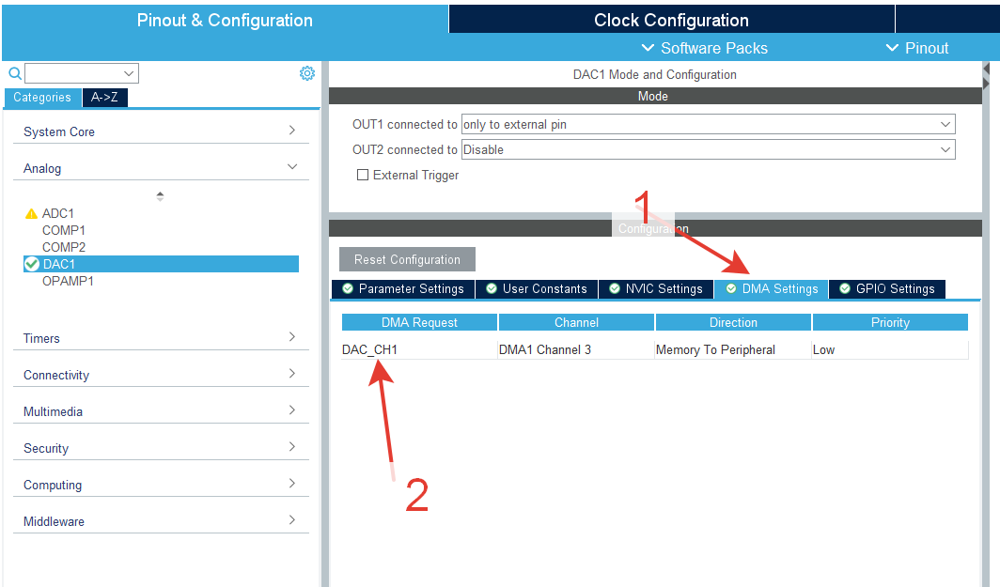 Pinout & Configuration
Clock Configuration
Software Packs
Pinout
Categories
A->Z
System Core
Analog
ADC1
COMP1
COMP2
DAC1
OPAMP1
Timers
Connectivity
Multimedia
Security
Computing
Middleware
DAC1 Mode and Configuration
Mode
OUT1 connected to only to external pin
OUT2 connected to Disable
External Trigger
1
Configuration
Reset Configuration
Parameter Settings
User Constants
NVIC Settings
DMA Settings
GPIO Settings
DMA Request Channel Direction Priority
DAC_CH1 DMA1 Channel 3 Memory To Peripheral Low
2